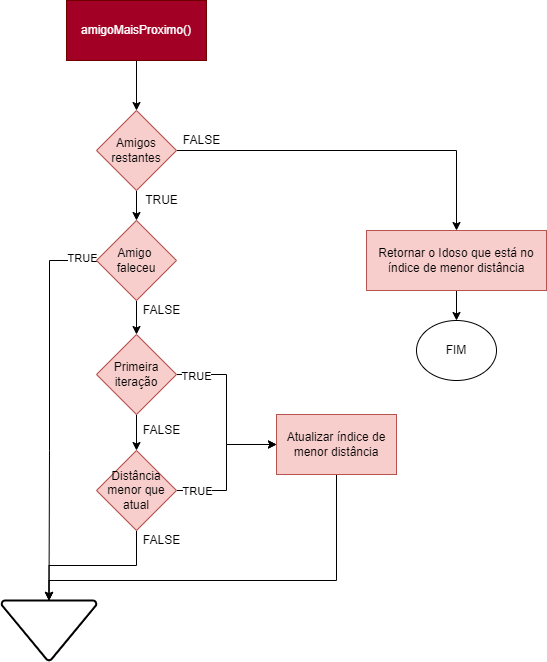 amigoMaisProximo()
Amigos
restantes
FALSE
TRUE
Amigo
faleceu
TRUE
FALSE
Retornar o Idoso que está no
índice de menor distância
FIM
Primeira
iteração
TRUE
FALSE
Atualizar índice de
menor distância
Distância
menor que
atual
TRUE
FALSE